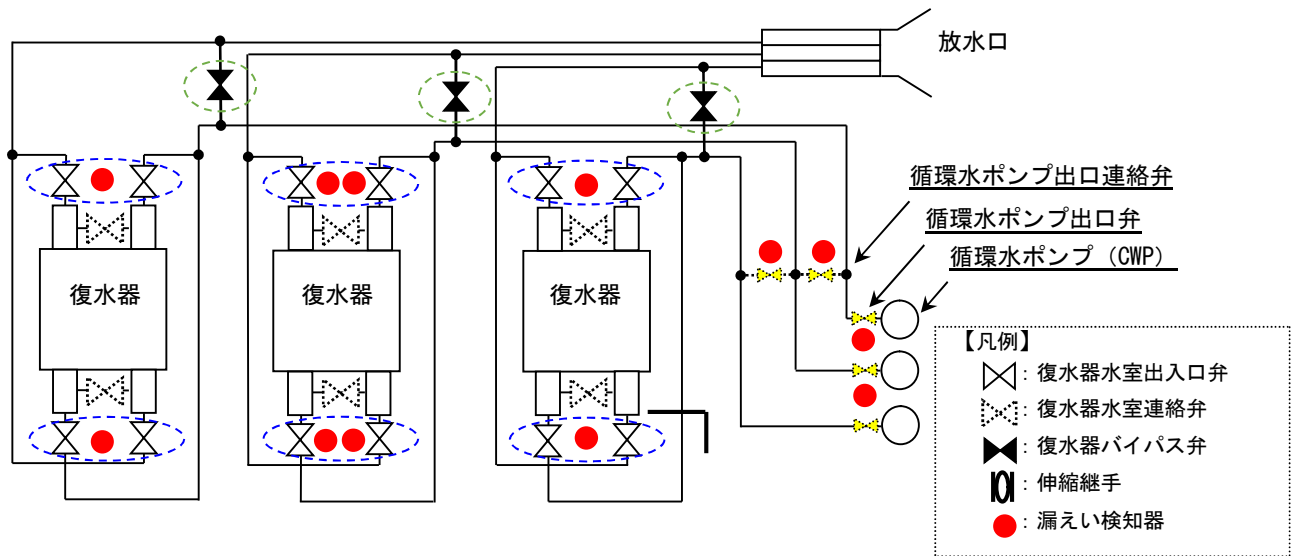 放水口
循環水ポンプ出口連絡弁
循環水ポンプ出口弁
循環水ポンプ（CWP）
復水器
復水器
復水器
【凡例】
：復水器水室出入口弁
：復水器水室連絡弁
：復水器バイパス弁
：伸縮継手
：漏えい検知器